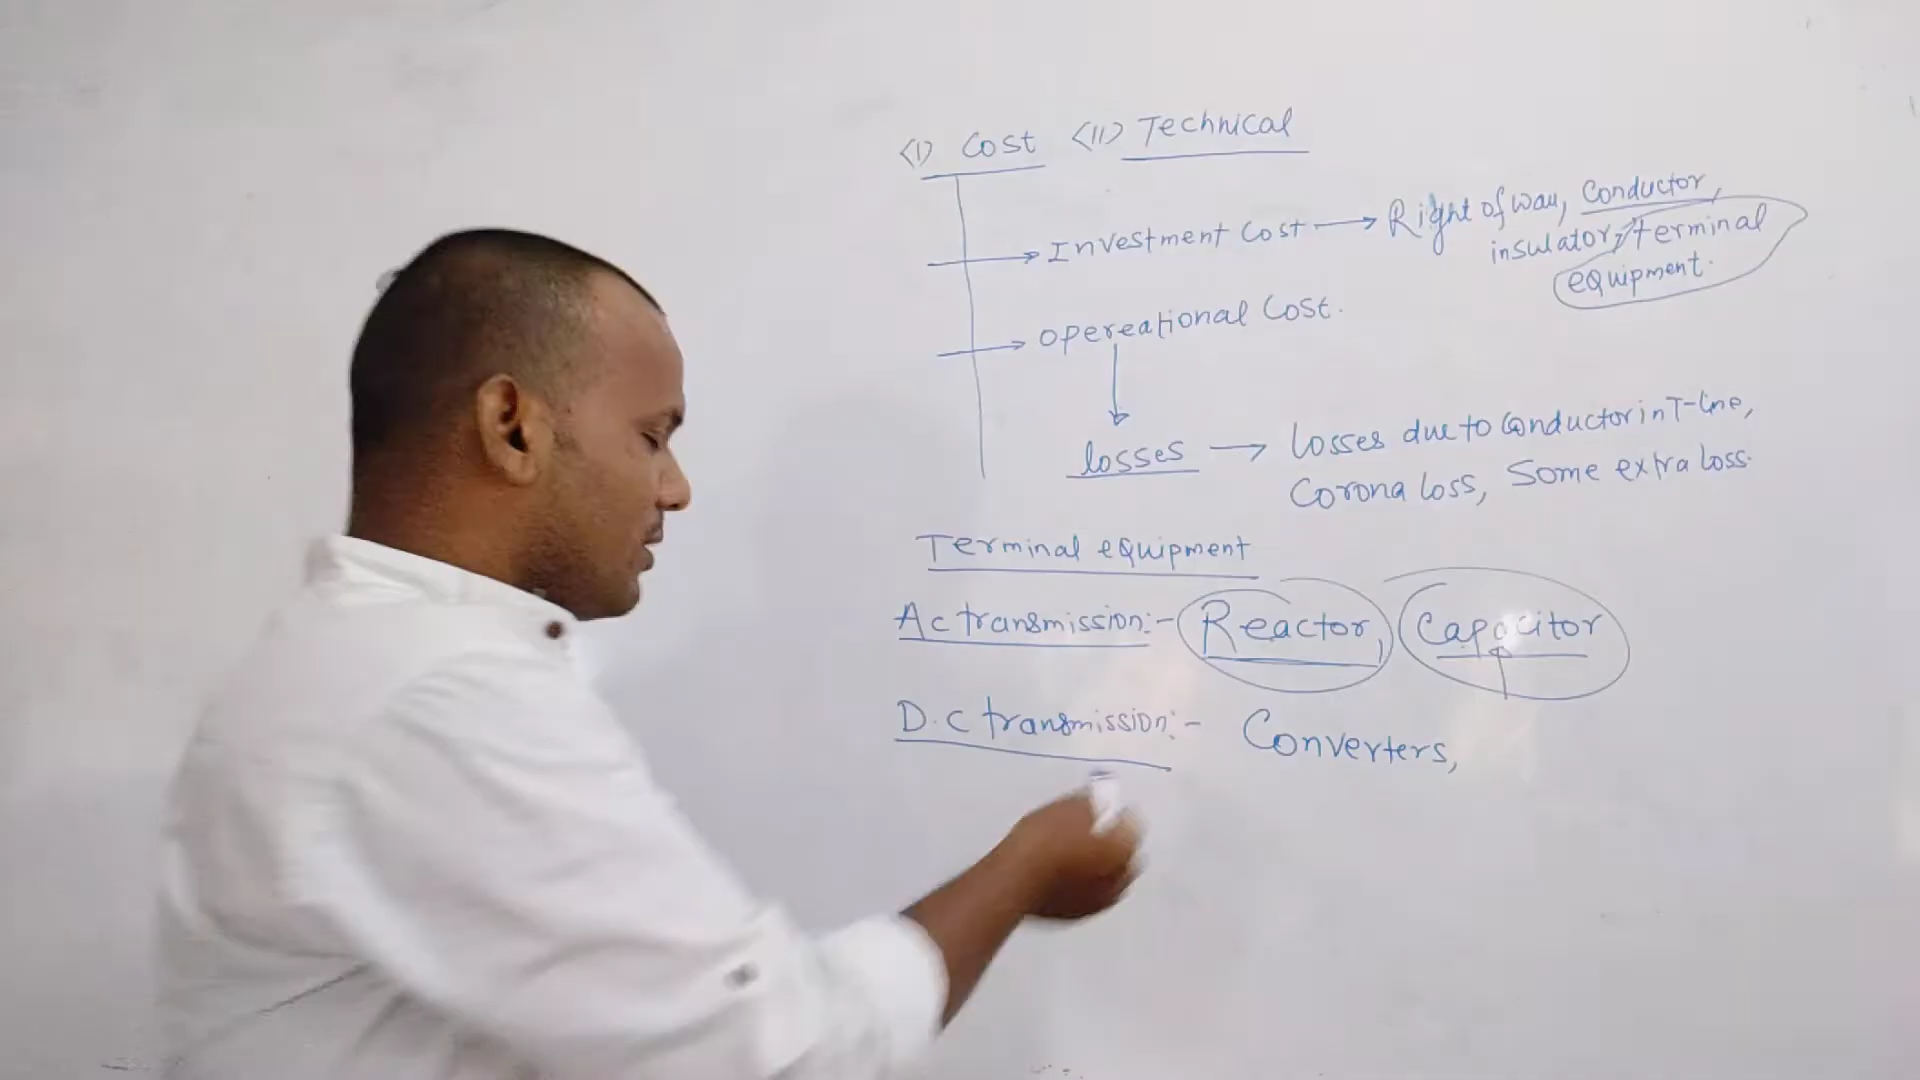 <I> Cost <II> Technical
Investment Cost → Right of way, Conductor,
insulator, terminal
equipment.
Opereational Cost.
losses → Losses due to Conductor in T-line,
Corona loss, Some extra loss.
Terminal equipment
Ac transmission:- Reactor, Capacitor
D.C transmission:- Converters,